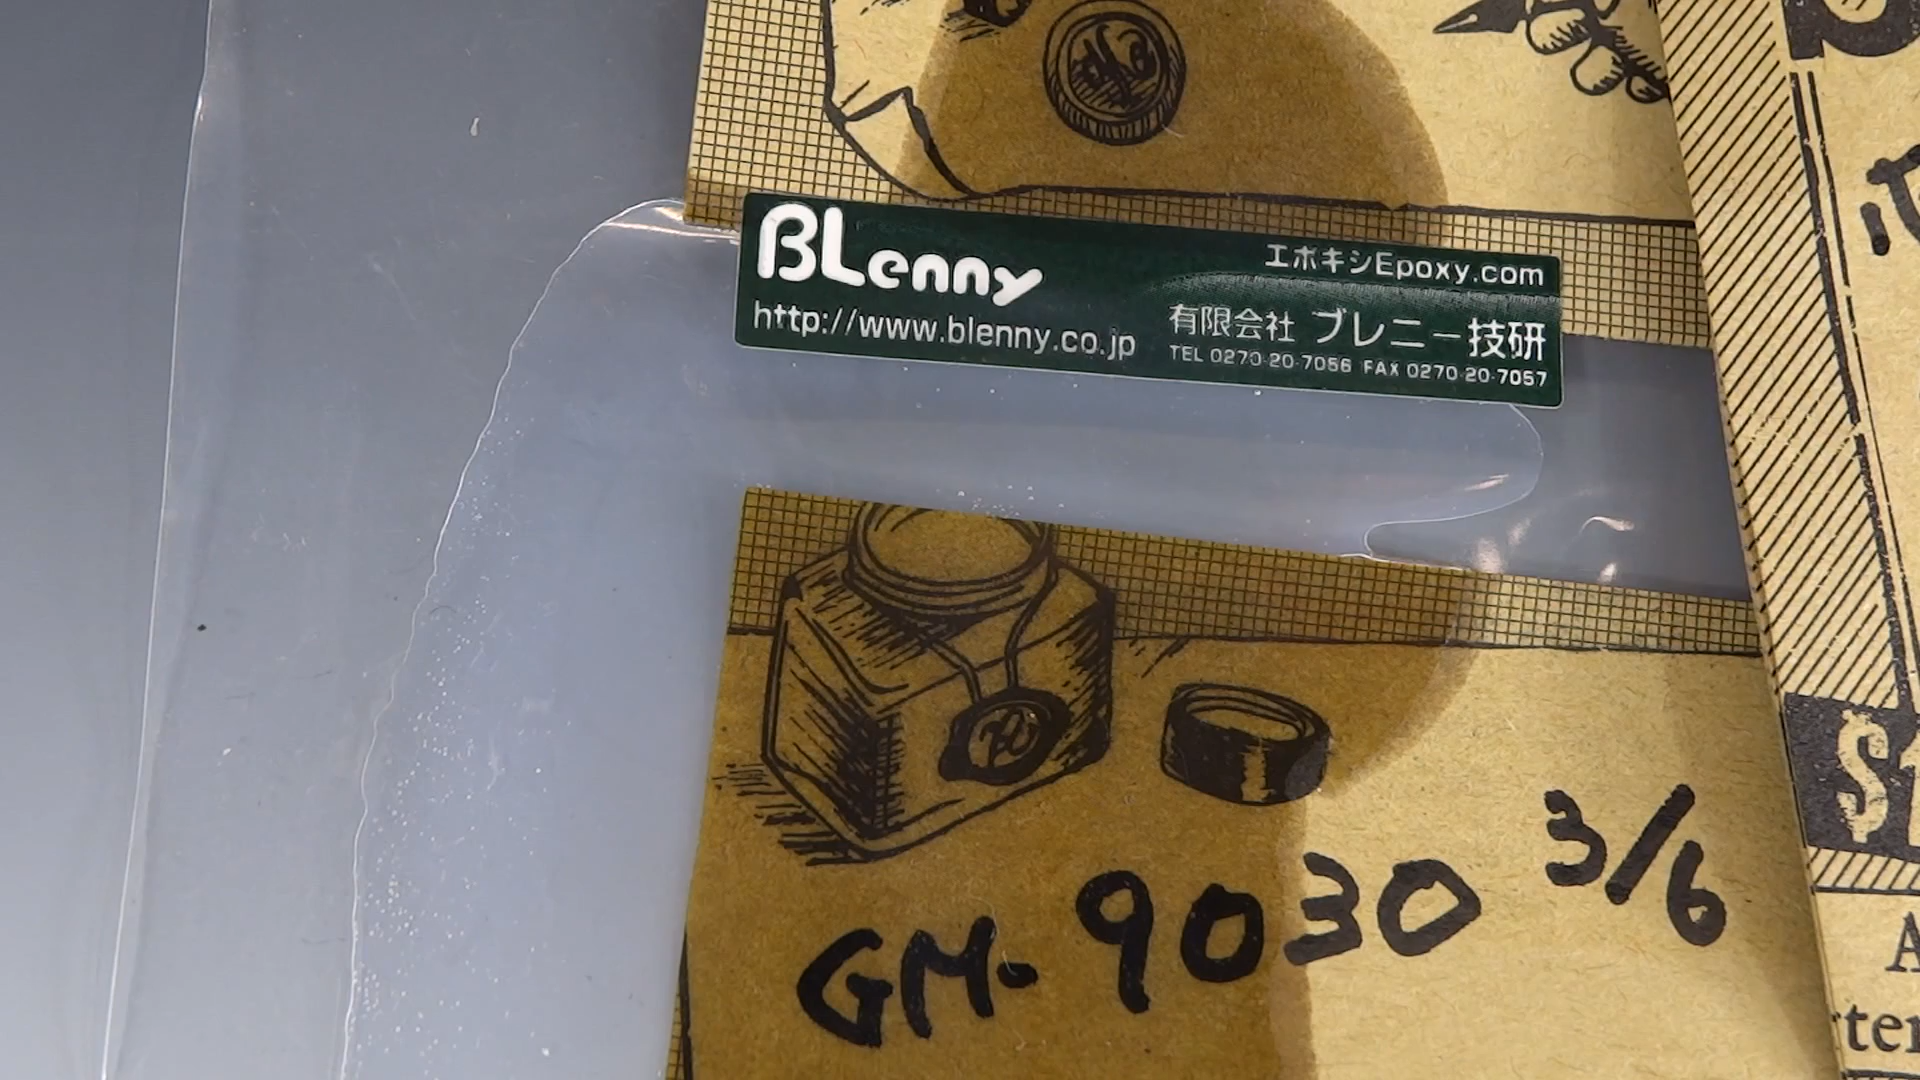 BLenny
エポキシEpoxy.com
http://www.blenny.co.jp
有限会社 ブレニー技研
TEL 0270-20-7056 FAX 0270-20-7057
GM-9030 3/6